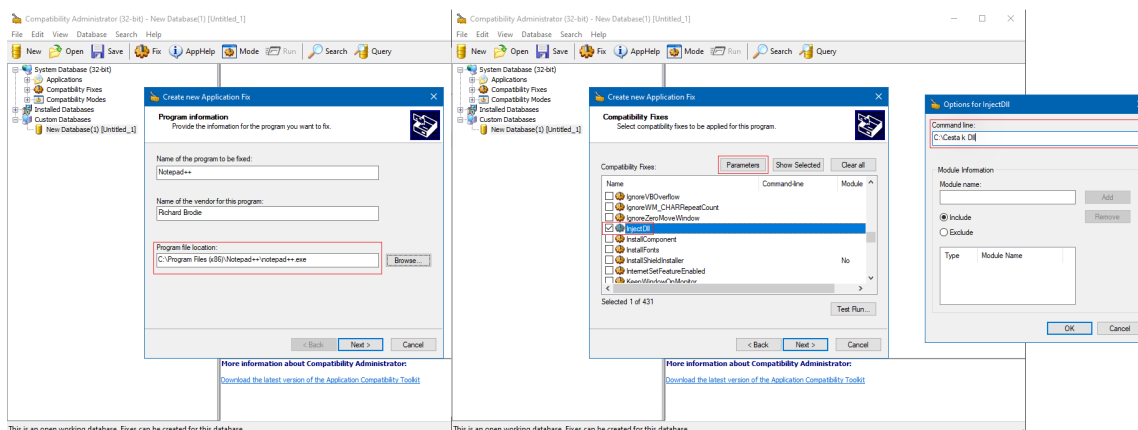 Compatibility Administrator (32-bit) - New Database(1) [Untitled_1]
File Edit View Database Search Help
New Open Save Fix AppHelp Mode Run Search Query
System Database (32-bit)
Applications
Compatibility Fixes
Compatibility Modes
Installed Databases
Custom Databases
New Database(1) [Untitled_1]
Create new Application Fix
Program information
Provide the information for the program you want to fix.
Name of the program to be fixed:
Notepad++
Name of the vendor for this program:
Richard Brodie
Program file location:
C:\Program Files (x86)\Notepad++\notepad++.exe
Browse...
< Back Next > Cancel
More information about Compatibility Administrator:
Download the latest version of the Application Compatibility Toolkit
This is an open working database. Fixes can be created for this database.
Compatibility Administrator (32-bit) - New Database(1) [Untitled_1]
File Edit View Database Search Help
New Open Save Fix AppHelp Mode Run Search Query
System Database (32-bit)
Applications
Compatibility Fixes
Compatibility Modes
Installed Databases
Custom Databases
New Database(1) [Untitled_1]
Create new Application Fix
Compatibility Fixes
Select compatibility fixes to be applied for this program.
Compatibility Fixes:
Parameters Show Selected Clear all
Name Command-line Module
IgnoreVBOverflow
IgnoreWM_CHARRepeatCount
IgnoreZeroMoveWindow
InjectDll
InstallComponent
InstallFonts
InstallShieldInstaller No
InternetSetFeatureEnabled
KeepWindowOnMonitor
Selected 1 of 431
Test Run...
< Back Next > Cancel
More information about Compatibility Administrator:
Download the latest version of the Application Compatibility Toolkit
This is an open working database. Fixes can be created for this database.
Options for InjectDll
Command line:
C:\Cesta k Dll
Module Information
Module name:
Add
Include
Remove
Exclude
Type Module Name
OK Cancel